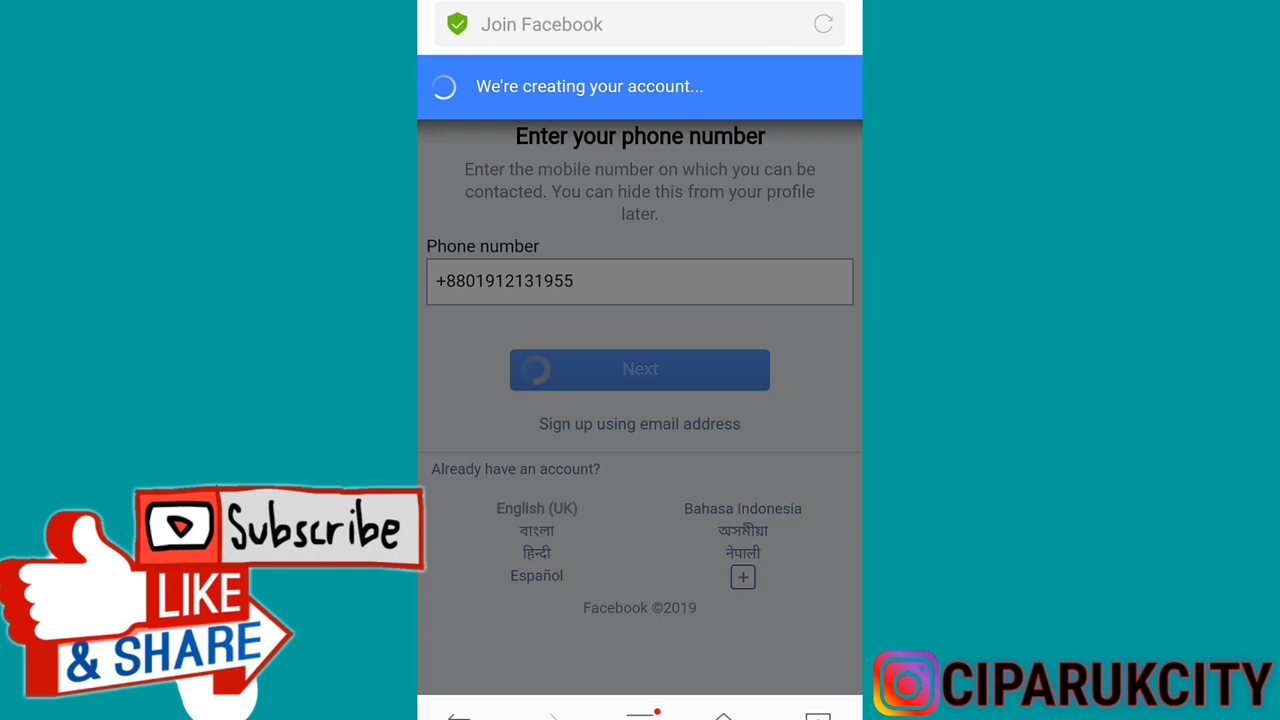 Join Facebook
We're creating your account...
Enter your phone number
Enter the mobile number on which you can be
contacted. You can hide this from your profile
later.
Phone number
+8801912131955
Next
Sign up using email address
Already have an account?
English (UK)
Bahasa Indonesia
বাংলা
অসমীয়া
हिन्दी
नेपाली
Español
+
Facebook ©2019
Subscribe
LIKE
& SHARE
CIPARUKCITY